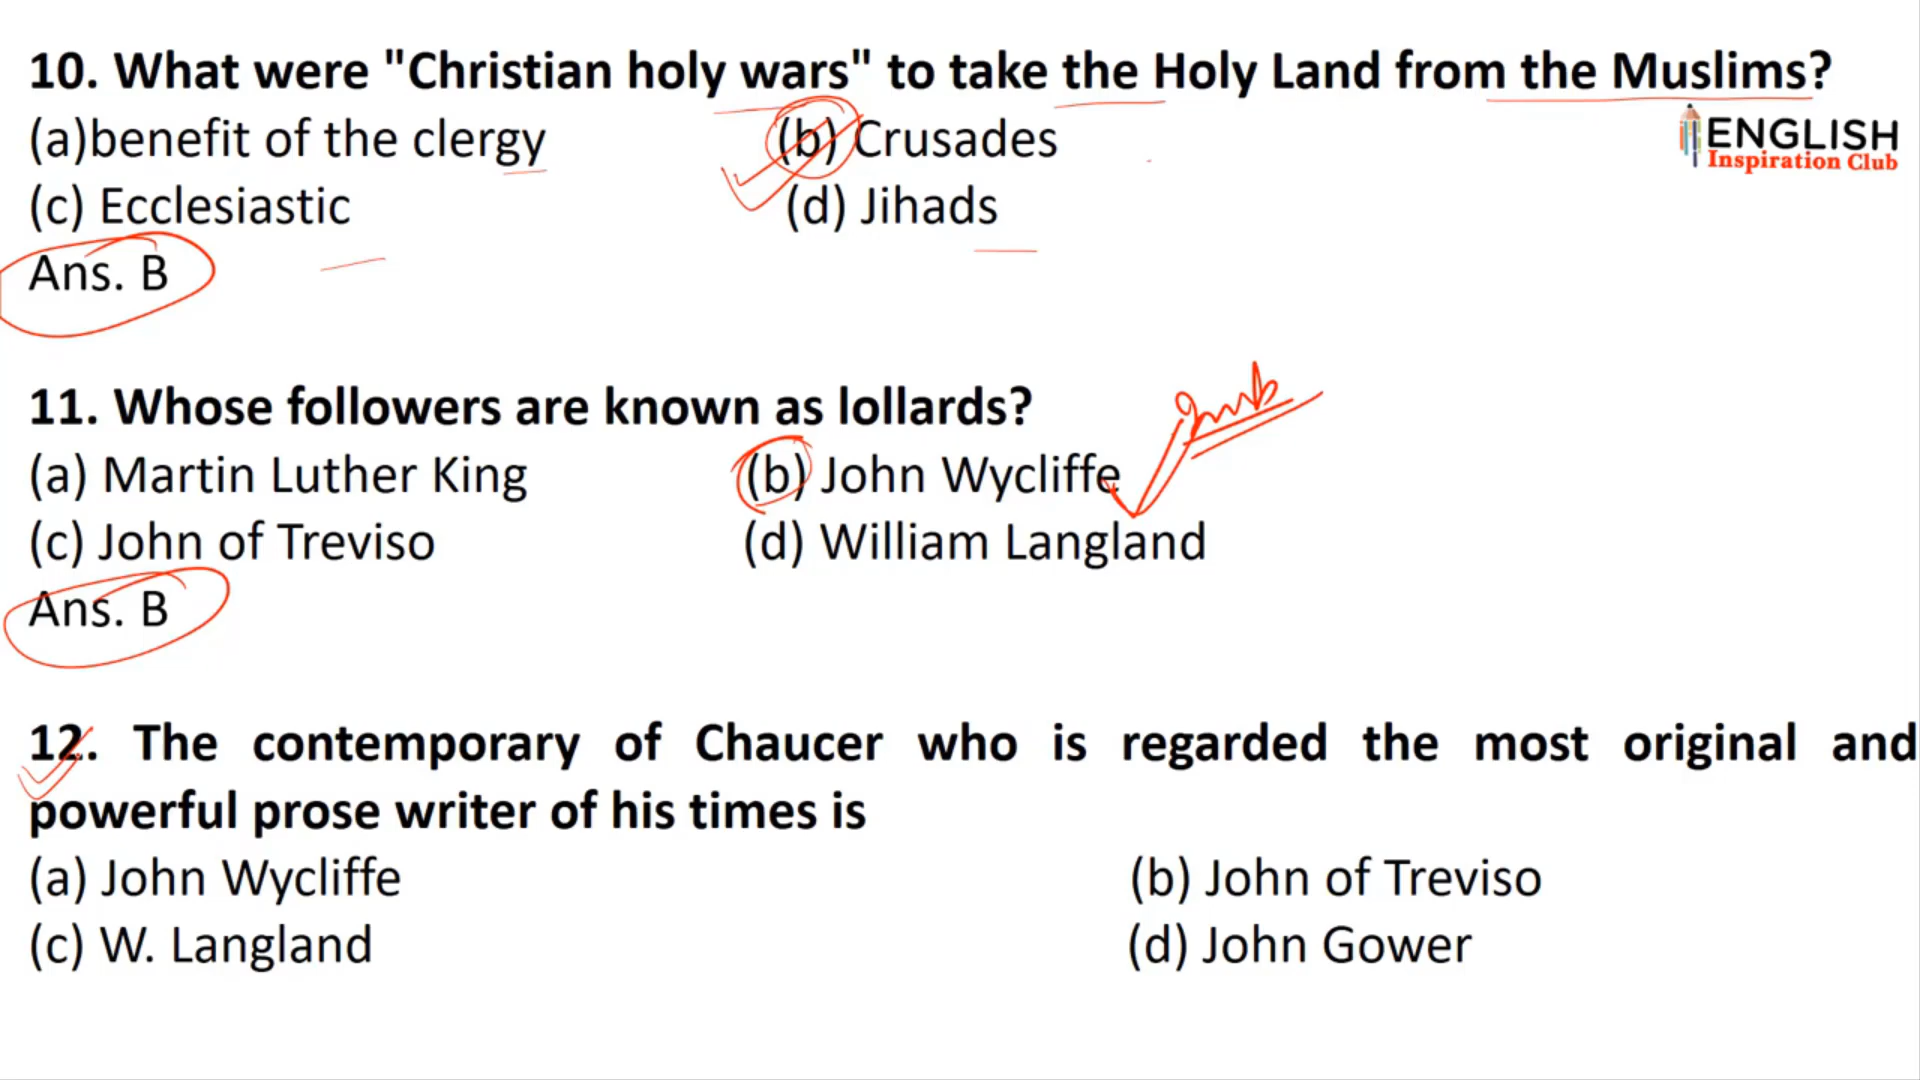 10. What were "Christian holy wars" to take the Holy Land from the Muslims?
(a)benefit of the clergy (b) Crusades
ENGLISH
Inspiration Club
(c) Ecclesiastic (d) Jihads
Ans. B
11. Whose followers are known as lollards?
(a) Martin Luther King (b) John Wycliffe
(c) John of Treviso (d) William Langland
Ans. B
12. The contemporary of Chaucer who is regarded the most original and
powerful prose writer of his times is
(a) John Wycliffe (b) John of Treviso
(c) W. Langland (d) John Gower